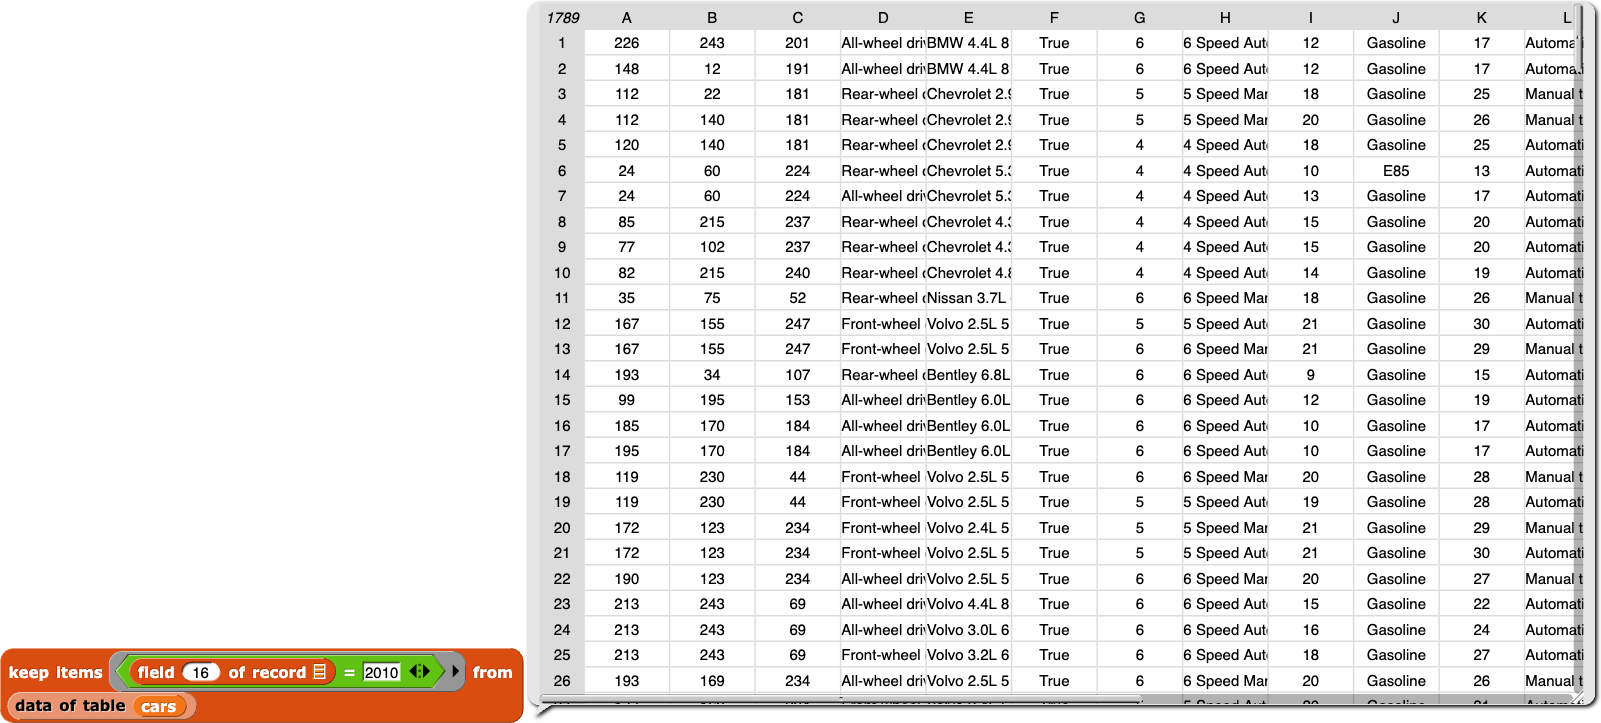 1789 A B C D E F G H I J K L
1 226 243 201 All-wheel dri BMW 4.4L 8 True 6 6 Speed Aut 12 Gasoline 17 Automa
2 148 12 191 All-wheel dri BMW 4.4L 8 True 6 6 Speed Aut 12 Gasoline 17 Automa
3 112 22 181 Rear-wheel Chevrolet 2.9 True 5 5 Speed Mar 18 Gasoline 25 Manual t
4 112 140 181 Rear-wheel Chevrolet 2.9 True 5 5 Speed Mar 20 Gasoline 26 Manual t
5 120 140 181 Rear-wheel Chevrolet 2.9 True 4 4 Speed Aut 18 Gasoline 25 Automati
6 24 60 224 Rear-wheel Chevrolet 5.3 True 4 4 Speed Aut 10 E85 13 Automati
7 24 60 224 All-wheel dri Chevrolet 5.3 True 4 4 Speed Aut 13 Gasoline 17 Automati
8 85 215 237 Rear-wheel Chevrolet 4.3 True 4 4 Speed Aut 15 Gasoline 20 Automati
9 77 102 237 Rear-wheel Chevrolet 4.3 True 4 4 Speed Aut 15 Gasoline 20 Automati
10 82 215 240 Rear-wheel Chevrolet 4.8 True 4 4 Speed Aut 14 Gasoline 19 Automati
11 35 75 52 Rear-wheel Nissan 3.7L True 6 6 Speed Mar 18 Gasoline 26 Manual t
12 167 155 247 Front-wheel Volvo 2.5L 5 True 5 5 Speed Aut 21 Gasoline 30 Automati
13 167 155 247 Front-wheel Volvo 2.5L 5 True 6 6 Speed Mar 21 Gasoline 29 Manual t
14 193 34 107 Rear-wheel Bentley 6.8L True 6 6 Speed Aut 9 Gasoline 15 Automati
15 99 195 153 All-wheel dri Bentley 6.0L True 6 6 Speed Aut 12 Gasoline 19 Automati
16 185 170 184 All-wheel dri Bentley 6.0L True 6 6 Speed Aut 10 Gasoline 17 Automati
17 195 170 184 All-wheel dri Bentley 6.0L True 6 6 Speed Aut 10 Gasoline 17 Automati
18 119 230 44 Front-wheel Volvo 2.5L 5 True 6 6 Speed Mar 20 Gasoline 28 Manual t
19 119 230 44 Front-wheel Volvo 2.5L 5 True 5 5 Speed Aut 19 Gasoline 28 Automati
20 172 123 234 Front-wheel Volvo 2.4L 5 True 5 5 Speed Mar 21 Gasoline 29 Manual t
21 172 123 234 Front-wheel Volvo 2.5L 5 True 5 5 Speed Aut 21 Gasoline 30 Automati
22 190 123 234 All-wheel dri Volvo 2.5L 5 True 6 6 Speed Mar 20 Gasoline 27 Manual t
23 213 243 69 All-wheel dri Volvo 4.4L 8 True 6 6 Speed Aut 15 Gasoline 22 Automati
24 213 243 69 All-wheel dri Volvo 3.0L 6 True 6 6 Speed Aut 16 Gasoline 24 Automati
25 213 243 69 Front-wheel Volvo 3.2L 6 True 6 6 Speed Aut 18 Gasoline 27 Automati
26 193 169 234 All-wheel dri Volvo 2.5L 5 True 6 6 Speed Mar 20 Gasoline 26 Manual t
keep items field 16 of record = 2010 from
data of table cars